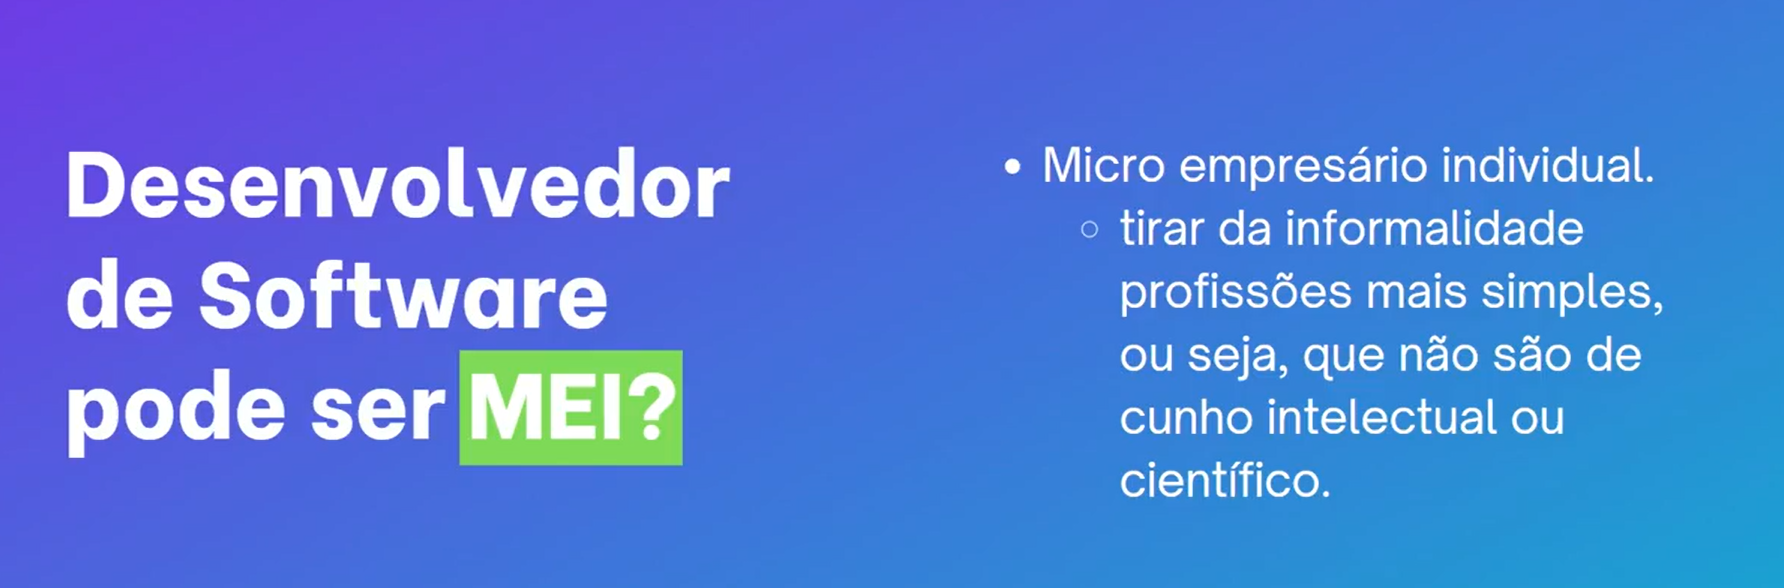 Desenvolvedor
de Software
pode ser MEI?
• Micro empresário individual.
○ tirar da informalidade
profissões mais simples,
ou seja, que não são de
cunho intelectual ou
científico.